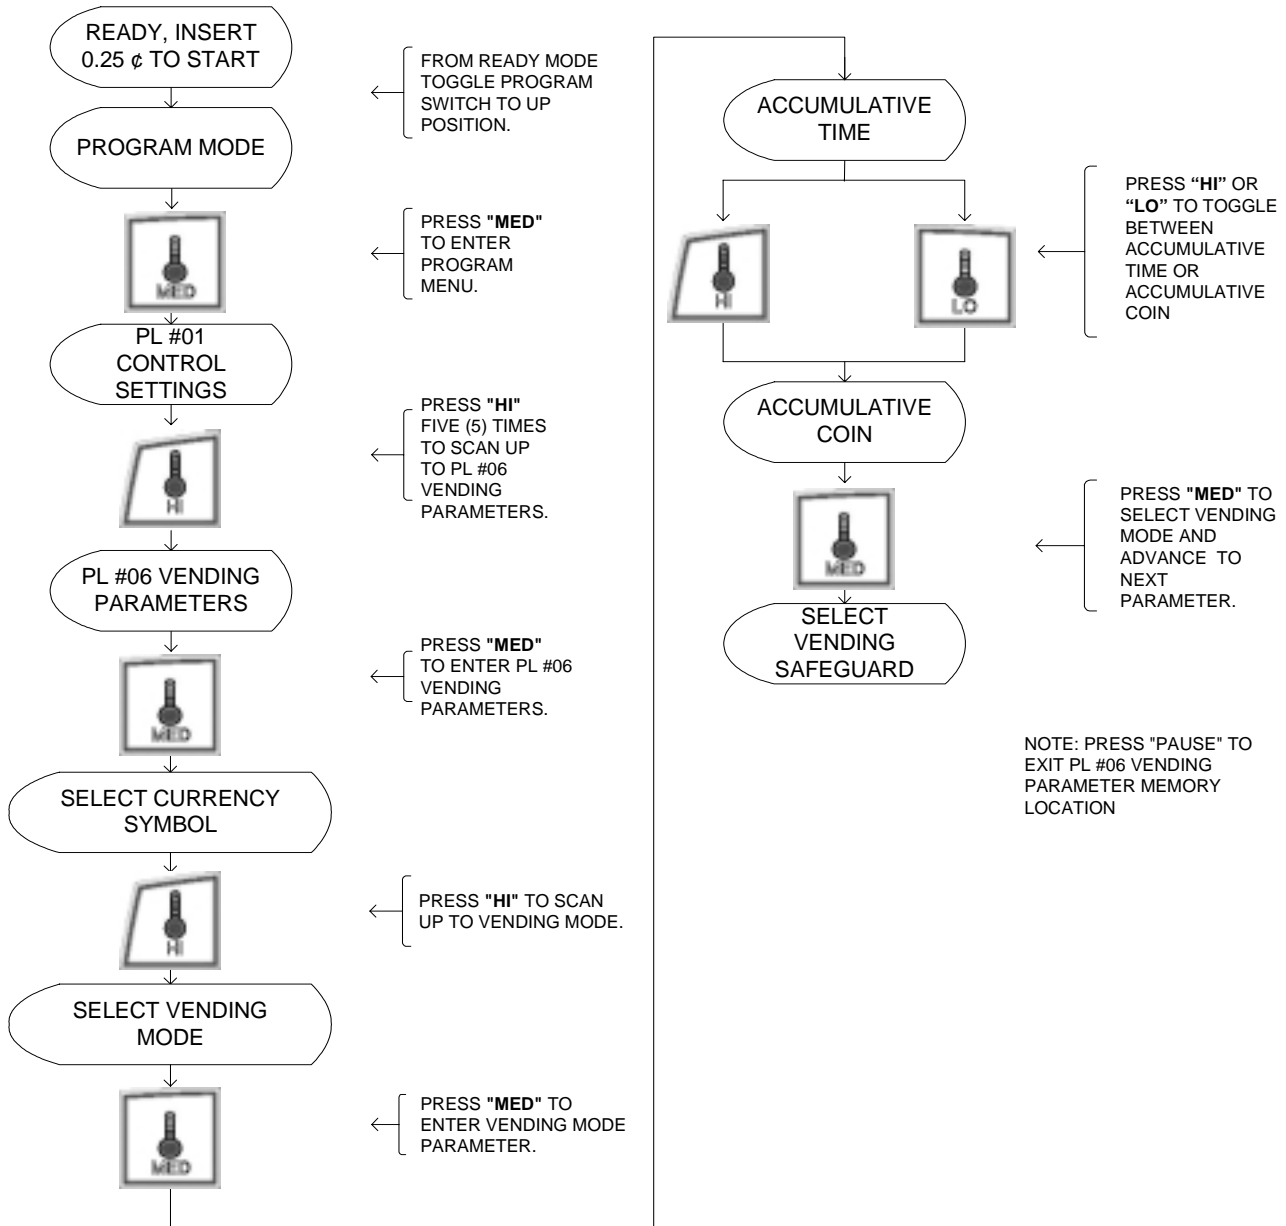 READY, INSERT
0.25 ¢ TO START
FROM READY MODE
TOGGLE PROGRAM
SWITCH TO UP
POSITION.
PROGRAM MODE
MED
PRESS "MED"
TO ENTER
PROGRAM
MENU.
PL #01
CONTROL
SETTINGS
HI
PRESS "HI"
FIVE (5) TIMES
TO SCAN UP
TO PL #06
VENDING
PARAMETERS.
PL #06 VENDING
PARAMETERS
MED
PRESS "MED"
TO ENTER PL #06
VENDING
PARAMETERS.
SELECT CURRENCY
SYMBOL
HI
PRESS "HI" TO SCAN
UP TO VENDING MODE.
SELECT VENDING
MODE
MED
PRESS "MED" TO
ENTER VENDING MODE
PARAMETER.
ACCUMULATIVE
TIME
HI
LO
PRESS “HI” OR
“LO” TO TOGGLE
BETWEEN
ACCUMULATIVE
TIME OR
ACCUMULATIVE
COIN
ACCUMULATIVE
COIN
MED
PRESS "MED" TO
SELECT VENDING
MODE AND
ADVANCE TO
NEXT
PARAMETER.
SELECT
VENDING
SAFEGUARD
NOTE: PRESS "PAUSE" TO
EXIT PL #06 VENDING
PARAMETER MEMORY
LOCATION